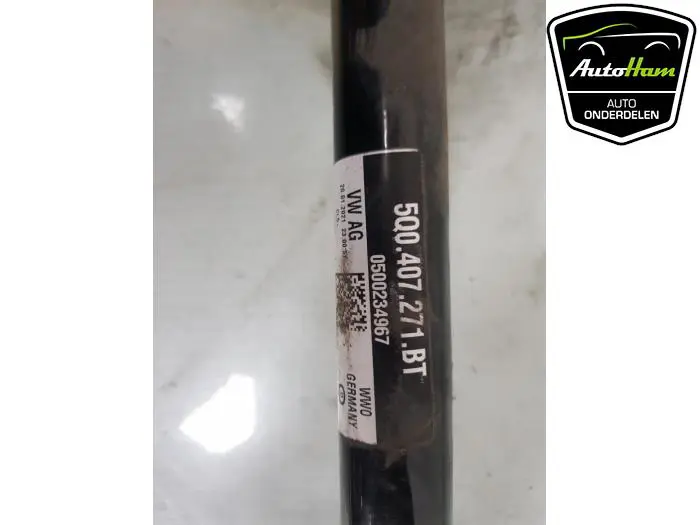 AutoHam
AUTO
ONDERDELEN
5Q0.407.271.BT
0500234967
VW AG
WWO
GERMANY